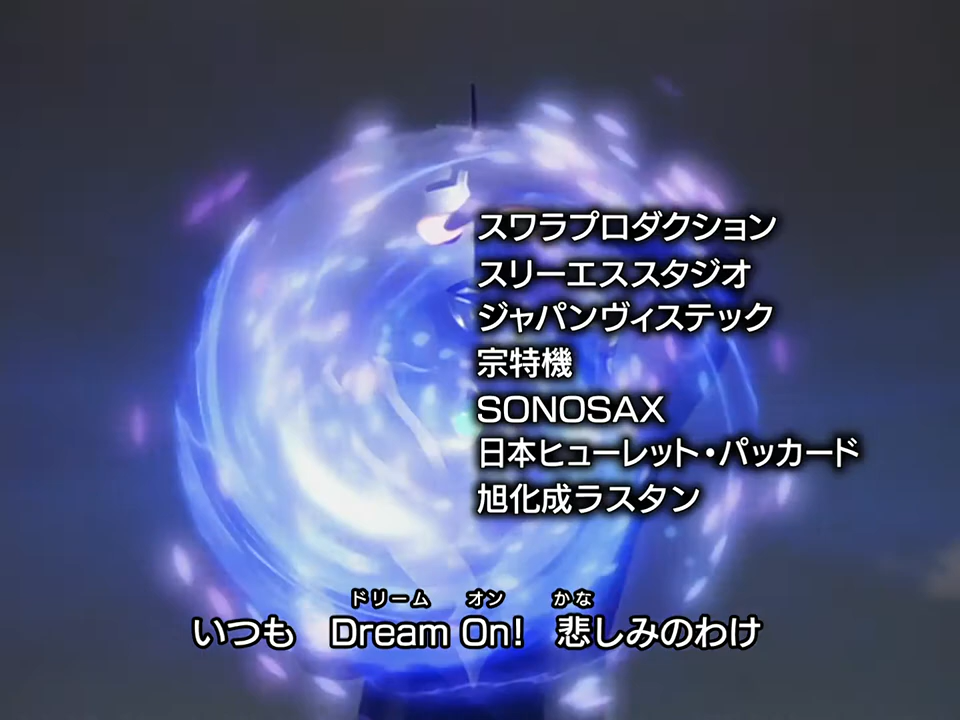 スワラプロダクション
スリーエススタジオ
ジャパンヴィステック
宗特機
SONOSAX
日本ヒューレット・パッカード
旭化成ラスタン
ドリーム オン かな
いつも Dream On! 悲しみのわけ